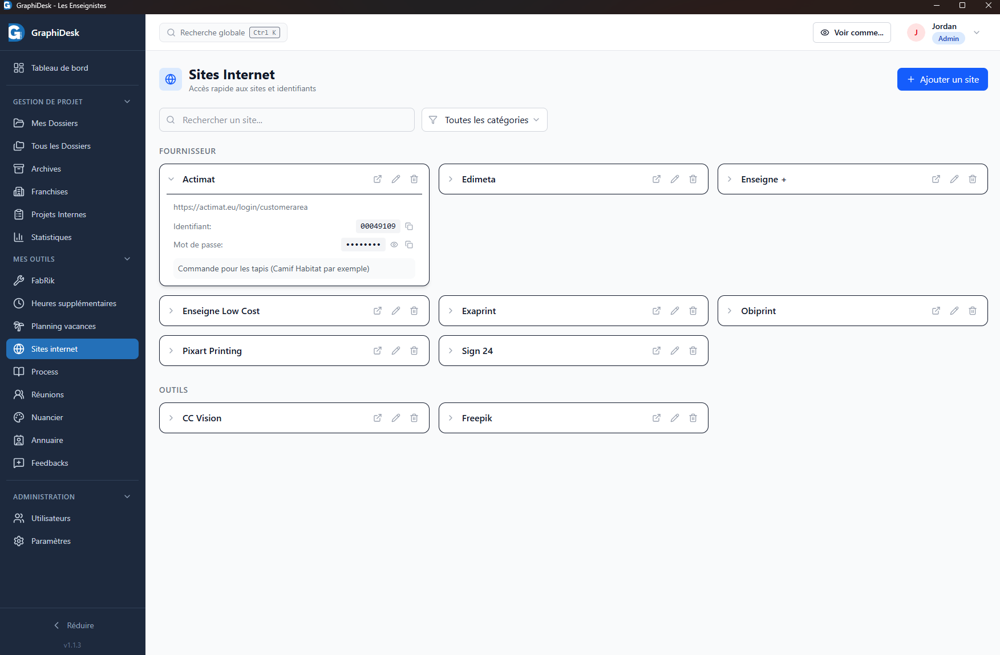 GraphiDesk - Les Enseignistes
GraphiDesk
Recherche globale Ctrl K
Voir comme...
J
Jordan
Admin
Tableau de bord
GESTION DE PROJET
Mes Dossiers
Tous les Dossiers
Archives
Franchises
Projets Internes
Statistiques
MES OUTILS
FabRik
Heures supplémentaires
Planning vacances
Sites internet
Process
Réunions
Nuancier
Annuaire
Feedbacks
ADMINISTRATION
Utilisateurs
Paramètres
Réduire
v1.1.3
Sites Internet
Accès rapide aux sites et identifiants
+ Ajouter un site
Rechercher un site...
Toutes les catégories
FOURNISSEUR
Actimat
https://actimat.eu/login/customerarea
Identifiant: 00049109
Mot de passe: ••••••••
Commande pour les tapis (Camif Habitat par exemple)
Edimeta
Enseigne +
Enseigne Low Cost
Exaprint
Obiprint
Pixart Printing
Sign 24
OUTILS
CC Vision
Freepik